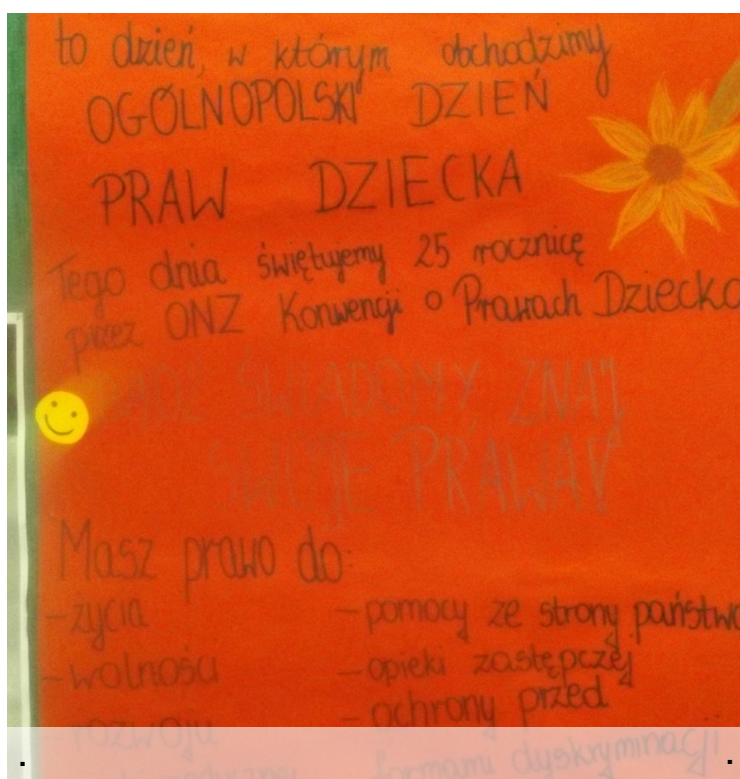 to dzień, w którym obchodzimy
OGÓLNOPOLSKI DZIEŃ
PRAW DZIECKA
Tego dnia świętujemy 25 rocznicę
przez ONZ Konwencji o Prawach Dziecka
BĄDŹ ŚWIADOMY ZNAJ
SWOJE PRAWA!
Masz prawo do:
- życia
- wolności
- rozwoju
- pomocy ze strony państwa
- opieki zastępczej
- ochrony przed
formami dyskryminacji